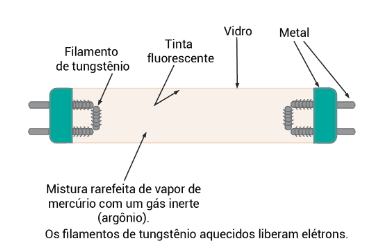 Filamento
de tungstênio
Tinta
fluorescente
Vidro
Metal
Mistura rarefeita de vapor de
mercúrio com um gás inerte
(argônio).
Os filamentos de tungstênio aquecidos liberam elétrons.